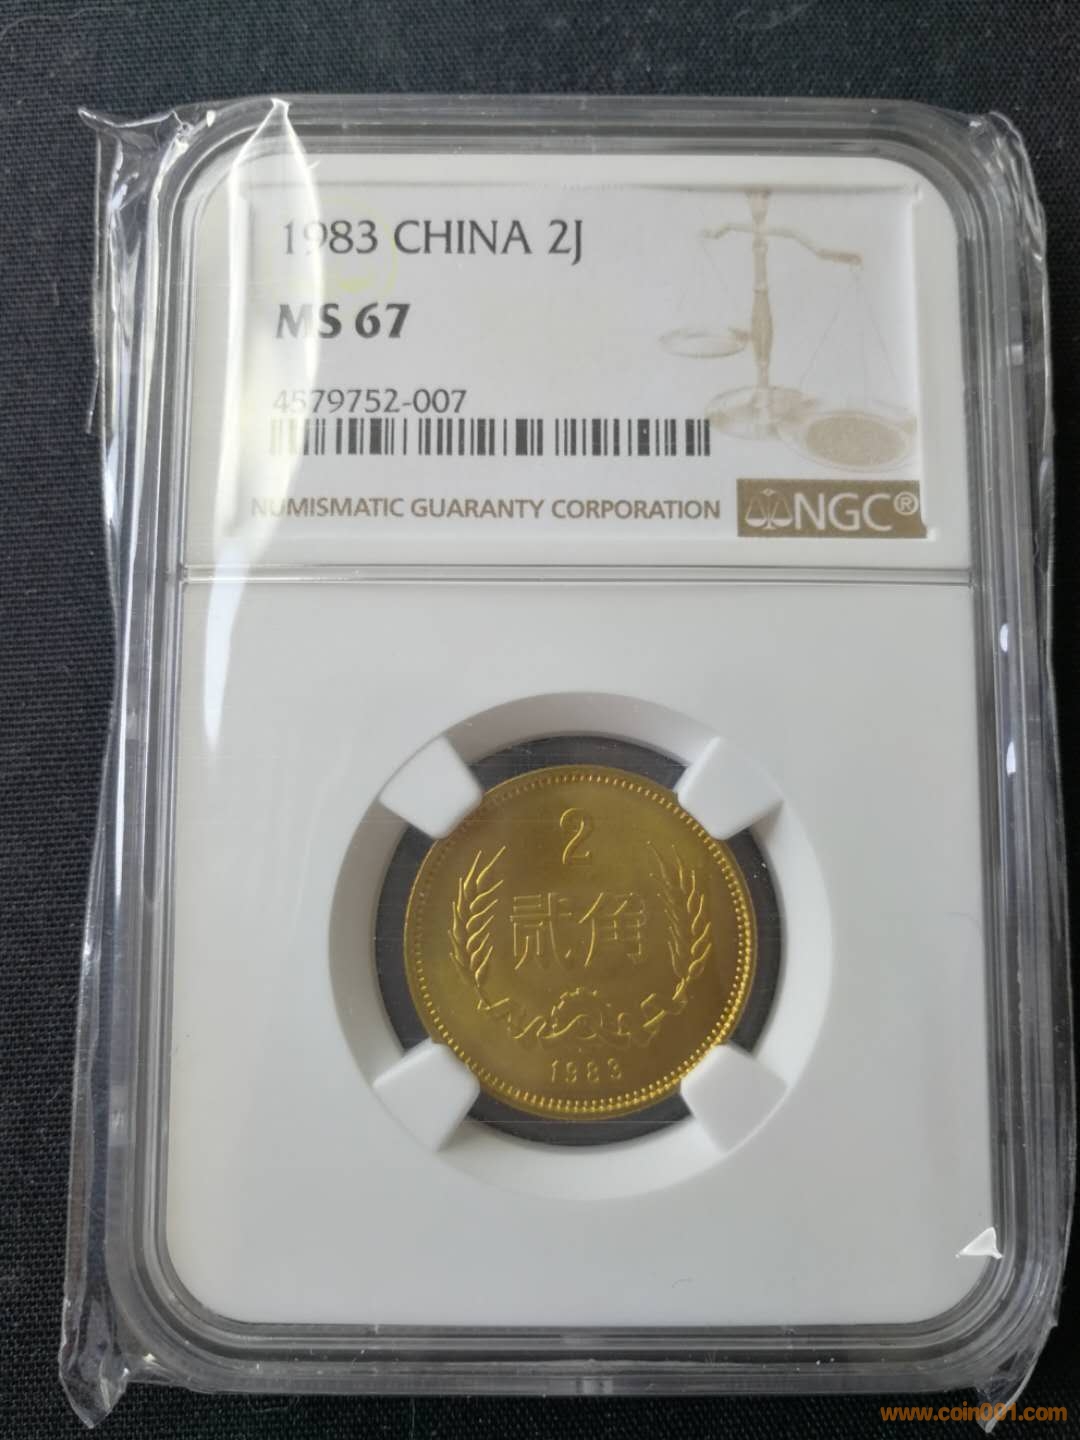 1983 CHINA 2J
MS 67
4579752-007
NUMISMATIC GUARANTY CORPORATION NGC®
2
贰角
1983
www.coin001.com